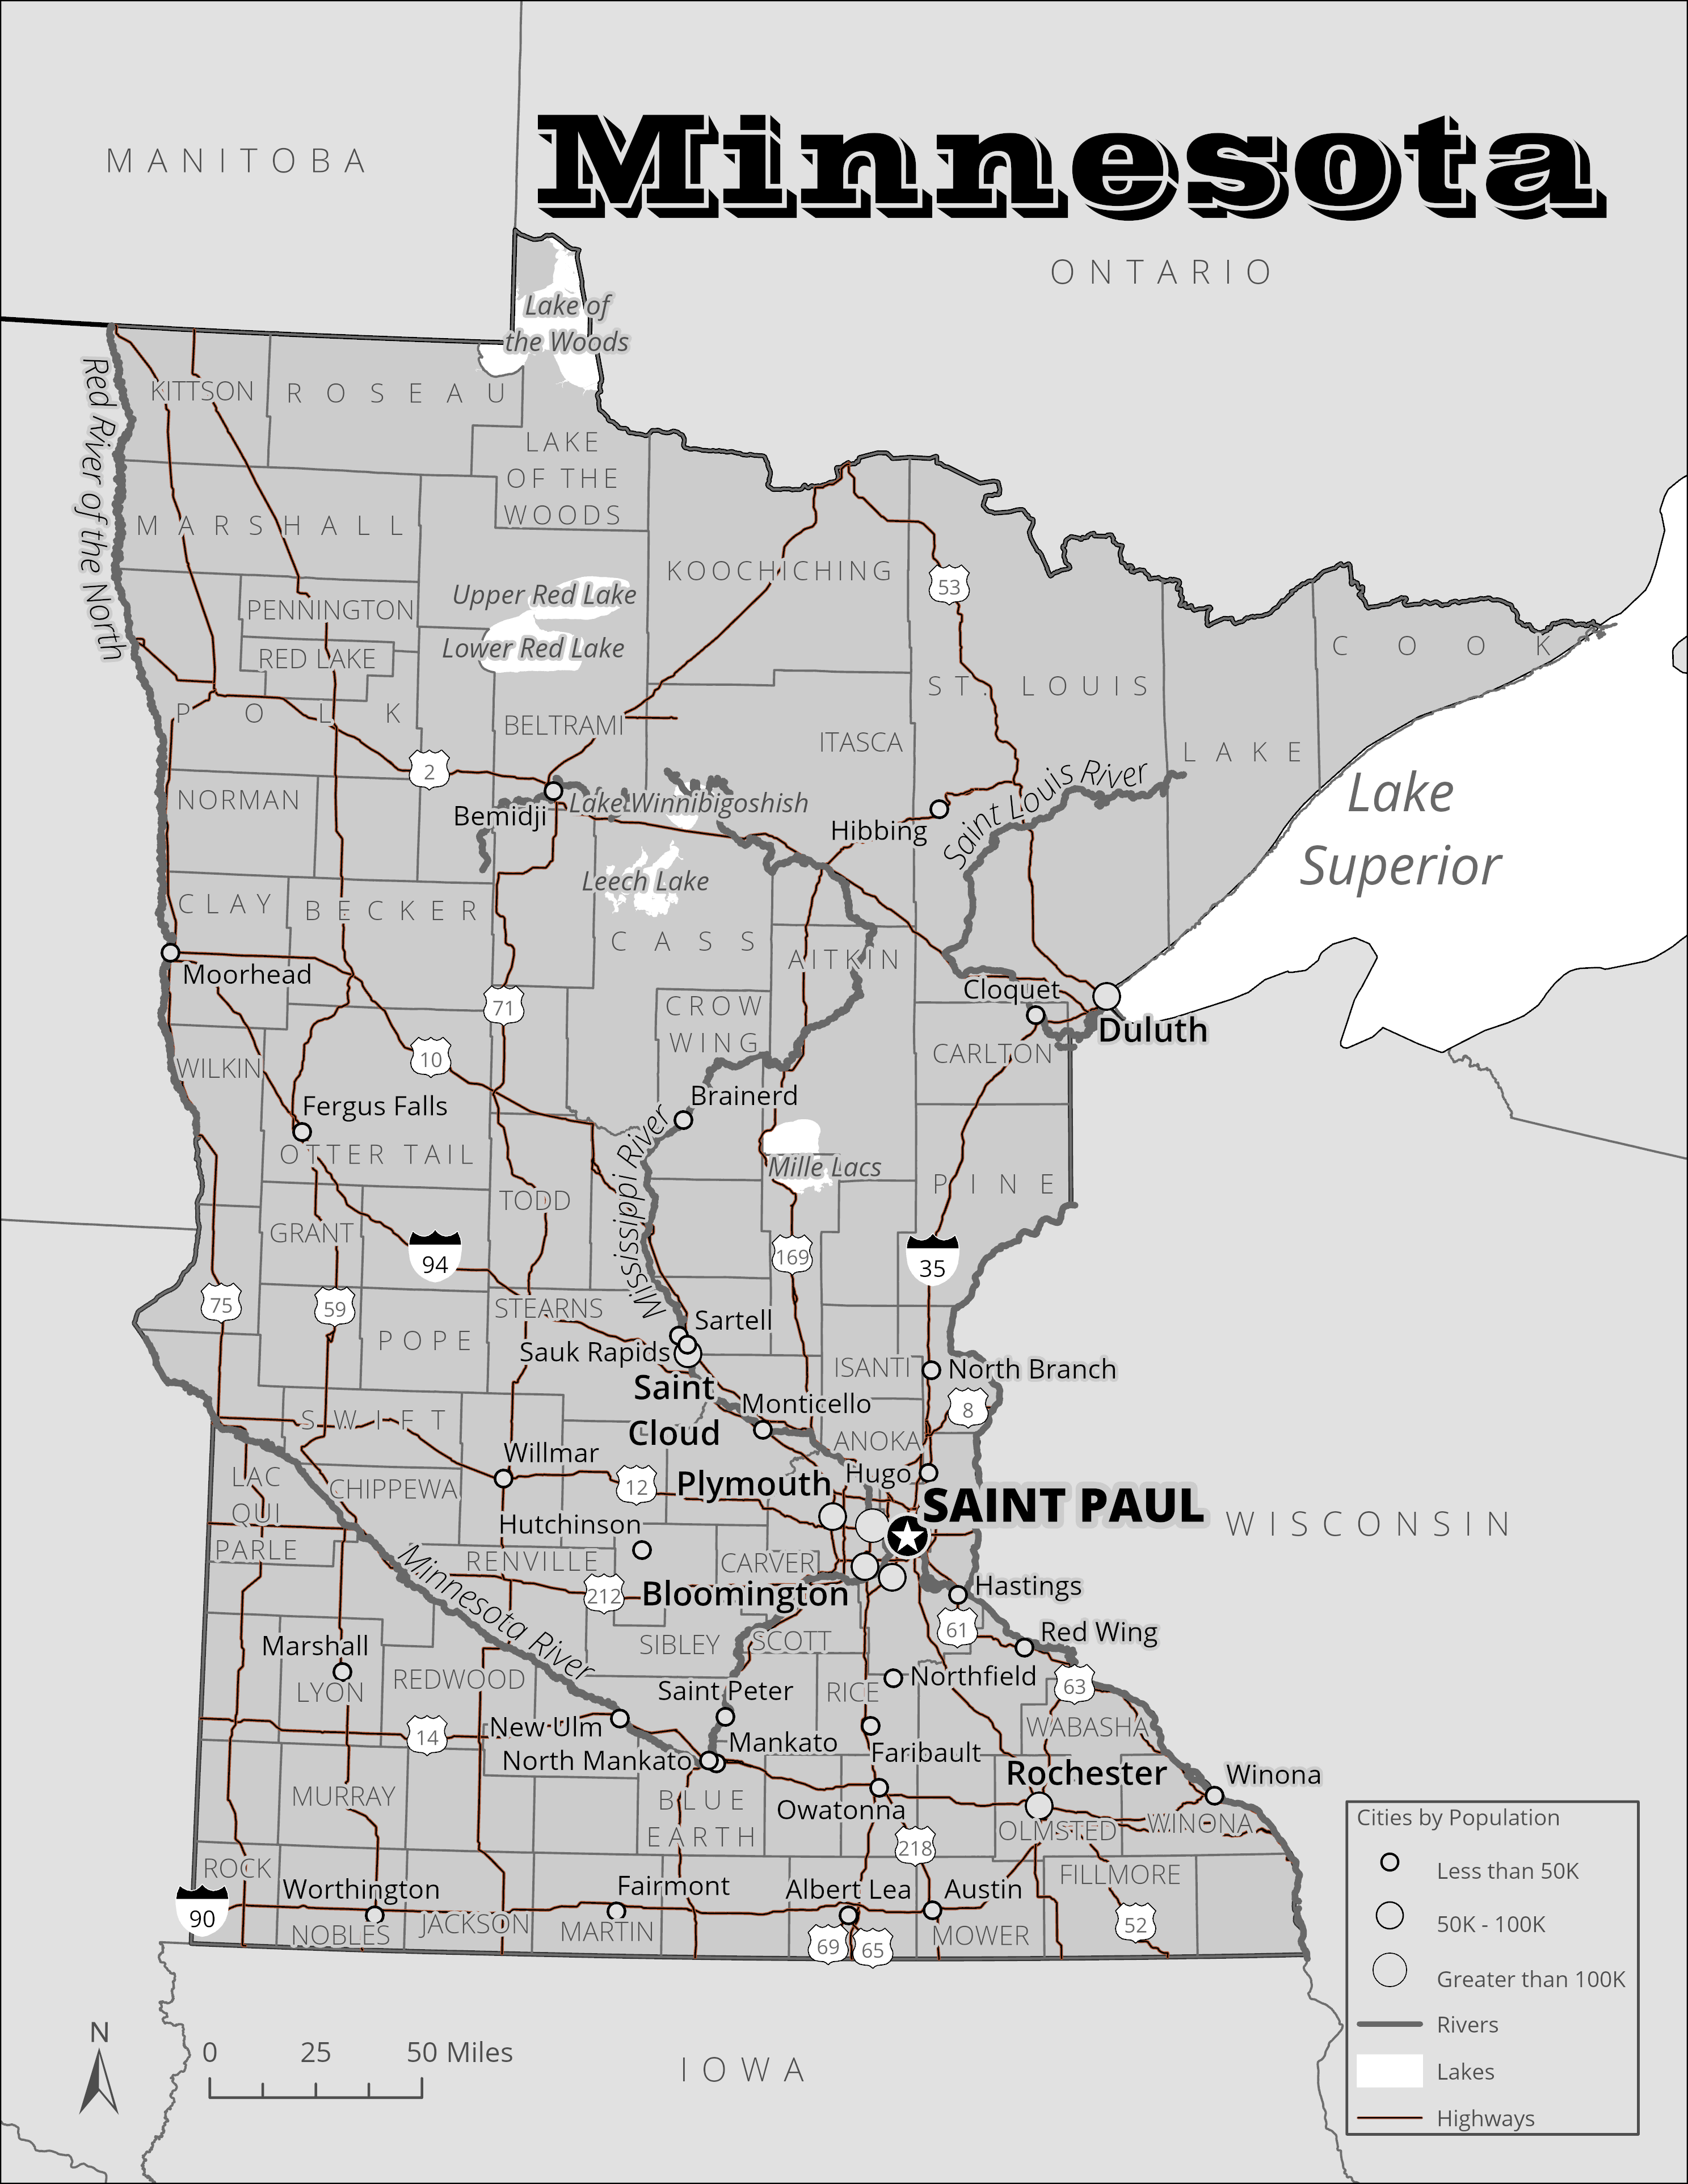 Minnesota
MANITOBA
ONTARIO
Lake of
the Woods
Red River of the North
KITTSON
ROSEAU
LAKE
OF THE
WOODS
MARSHALL
KOOCHICHING
53
Upper Red Lake
PENNINGTON
Lower Red Lake
RED LAKE
COOK
ST. LOUIS
POLK
BELTRAMI
ITASCA
LAKE
2
Saint Louis River
NORMAN
Lake Winnibigoshish
Bemidji
Hibbing
Lake
Superior
Leech Lake
CLAY
BECKER
CASS
AITKIN
Moorhead
Cloquet
71
CROW
WING
Duluth
10
WILKIN
CARLTON
Brainerd
Fergus Falls
OTTER TAIL
Mississippi River
Mille Lacs
PINE
TODD
GRANT
94
169
35
75
59
STEARNS
Sartell
POPE
Sauk Rapids
ISANTI
North Branch
Saint
Cloud
Monticello
8
SWIFT
ANOKA
Willmar
LAC
QUI
PARLE
CHIPPEWA
12
Plymouth
Hugo
SAINT PAUL
WISCONSIN
Hutchinson
RENVILLE
CARVER
Minnesota River
212
Bloomington
Hastings
61
Red Wing
Marshall
SIBLEY
SCOTT
LYON
REDWOOD
Saint Peter
RICE
Northfield
63
14
New Ulm
WABASHA
North Mankato
Mankato
Faribault
Rochester
Winona
MURRAY
BLUE
EARTH
Owatonna
OLMSTED
WINONA
218
ROCK
FILLMORE
Worthington
Fairmont
Albert Lea
Austin
90
NOBLES
JACKSON
MARTIN
69
65
MOWER
52
Cities by Population
Less than 50K
50K - 100K
Greater than 100K
Rivers
Lakes
Highways
N
0 25 50 Miles
IOWA